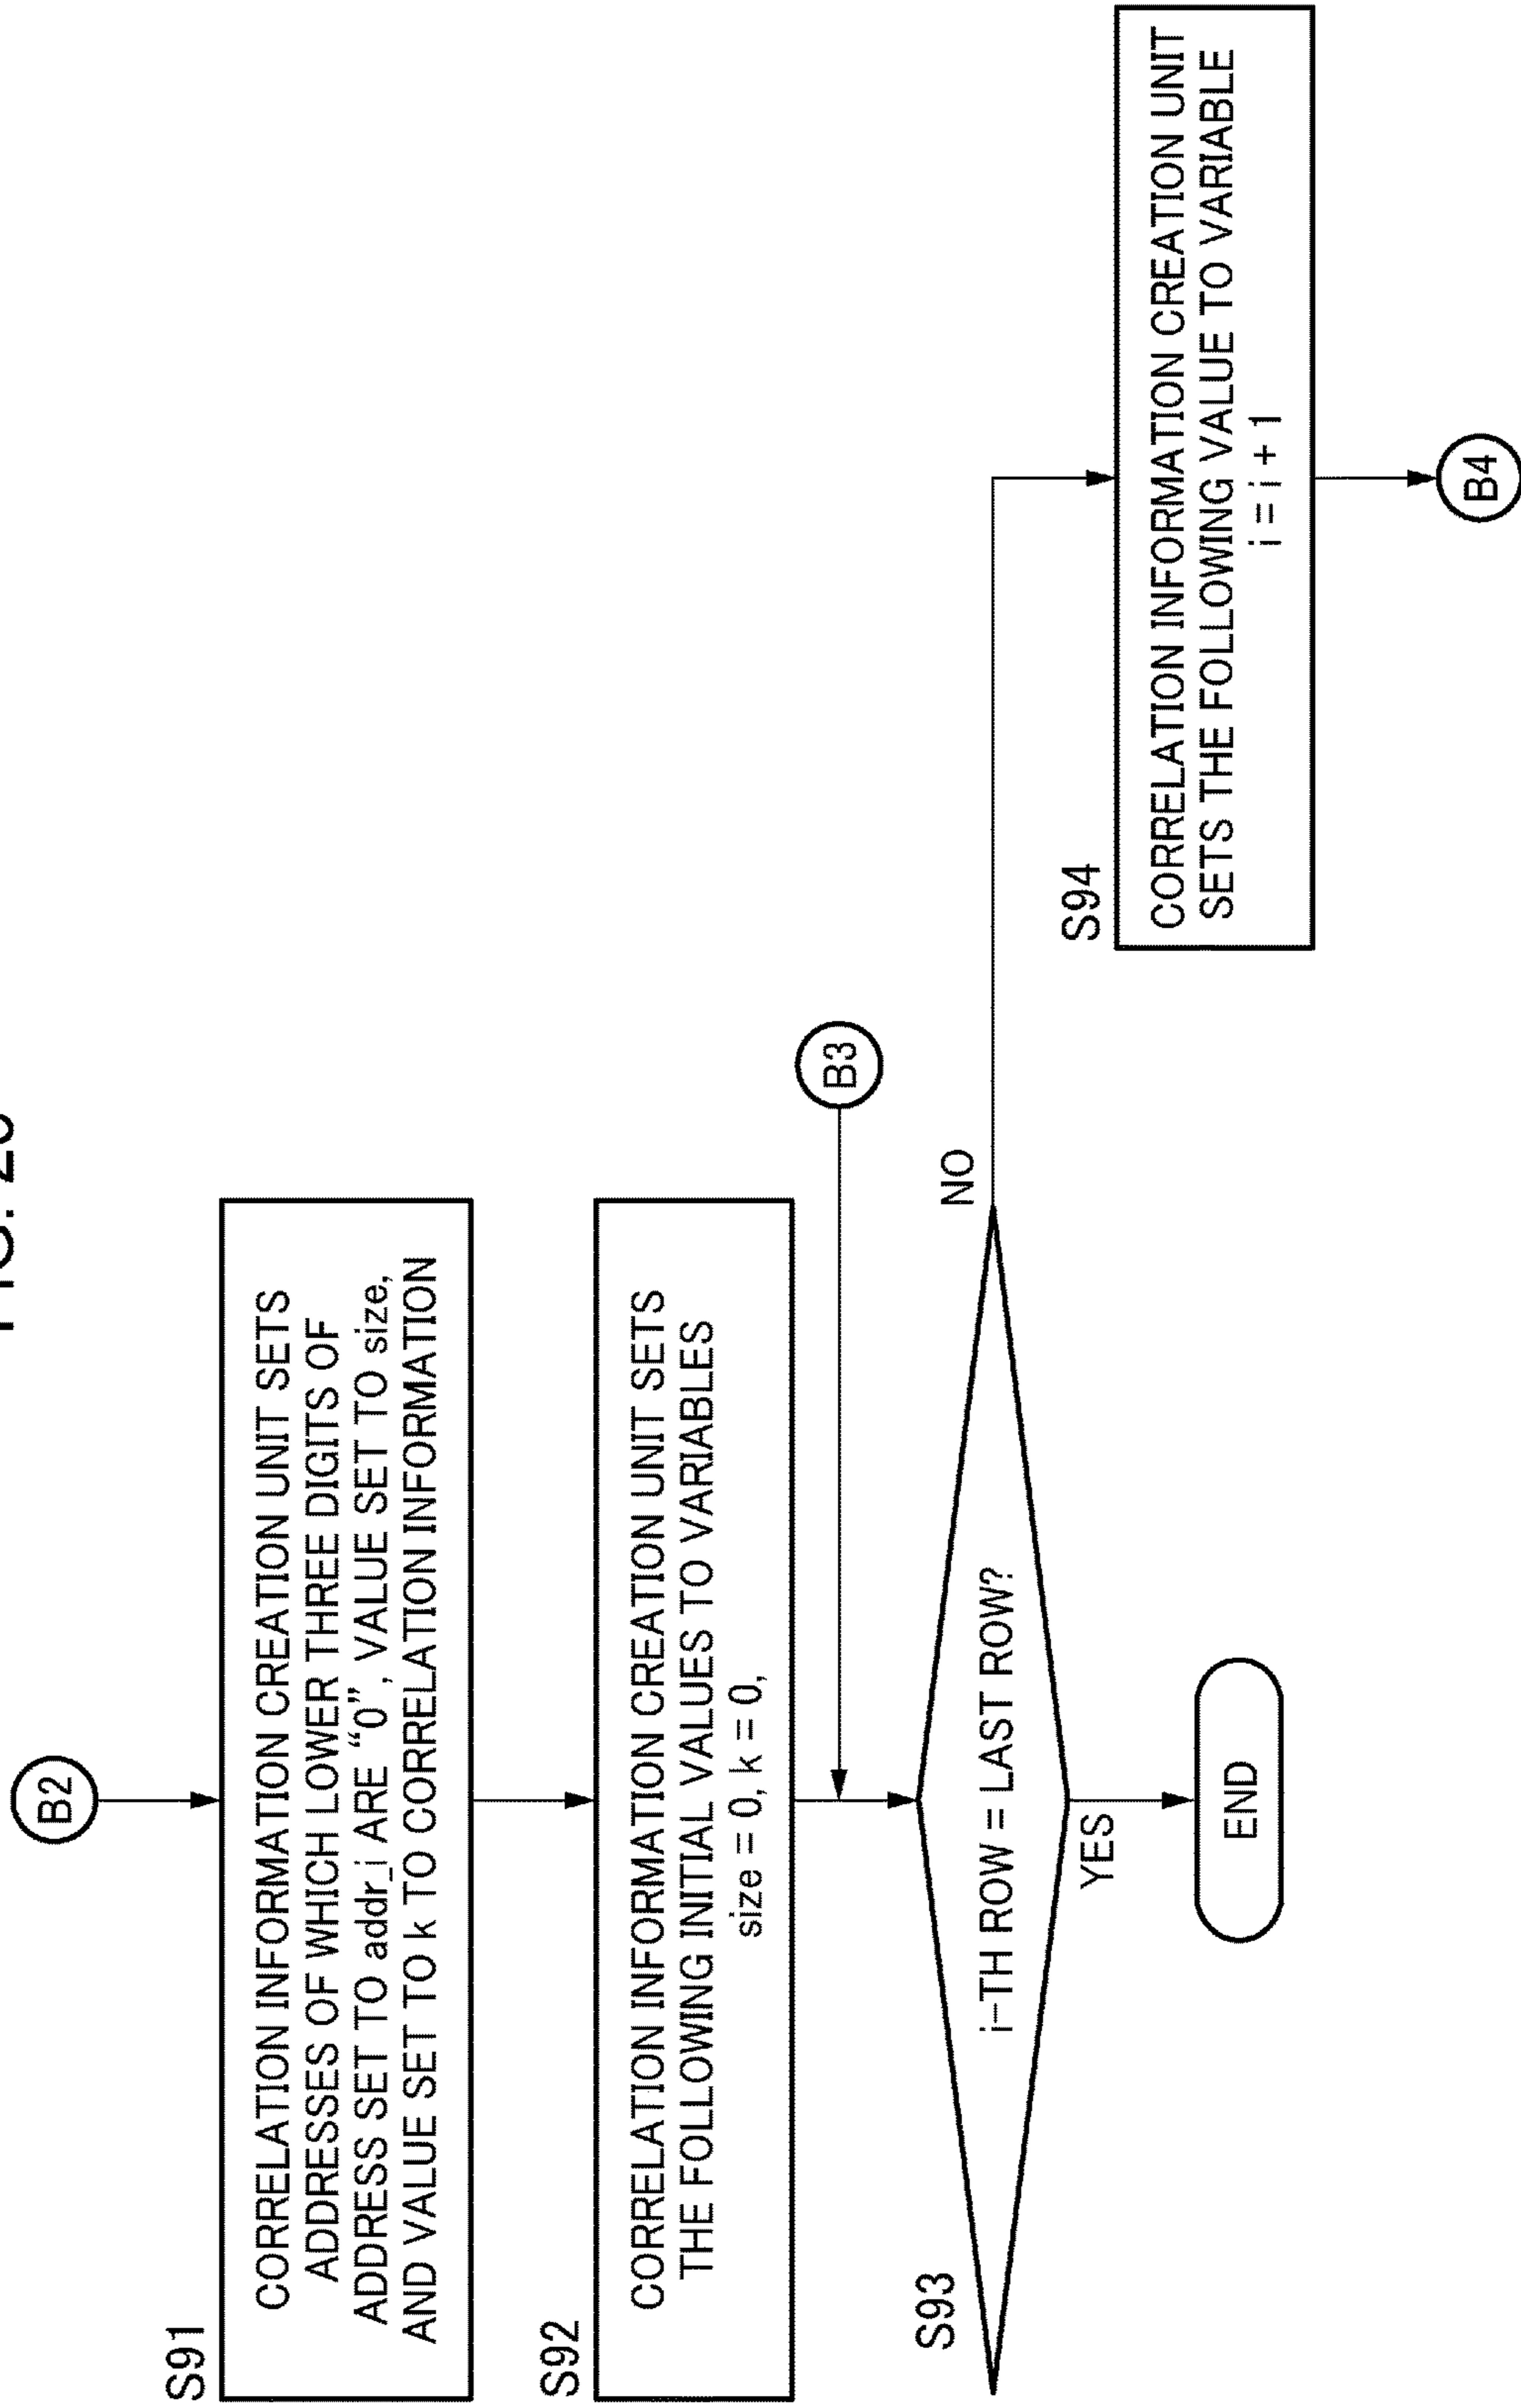 B2
S91
CORRELATION INFORMATION CREATION UNIT SETS
ADDRESSES OF WHICH LOWER THREE DIGITS OF
ADDRESS SET TO addr_i ARE “0”, VALUE SET TO size,
AND VALUE SET TO k TO CORRELATION INFORMATION
S92
CORRELATION INFORMATION CREATION UNIT SETS
THE FOLLOWING INITIAL VALUES TO VARIABLES
size = 0, k = 0,
B3
S93
i-TH ROW = LAST ROW?
NO
YES
END
S94
CORRELATION INFORMATION CREATION UNIT
SETS THE FOLLOWING VALUE TO VARIABLE
i = i + 1
B4